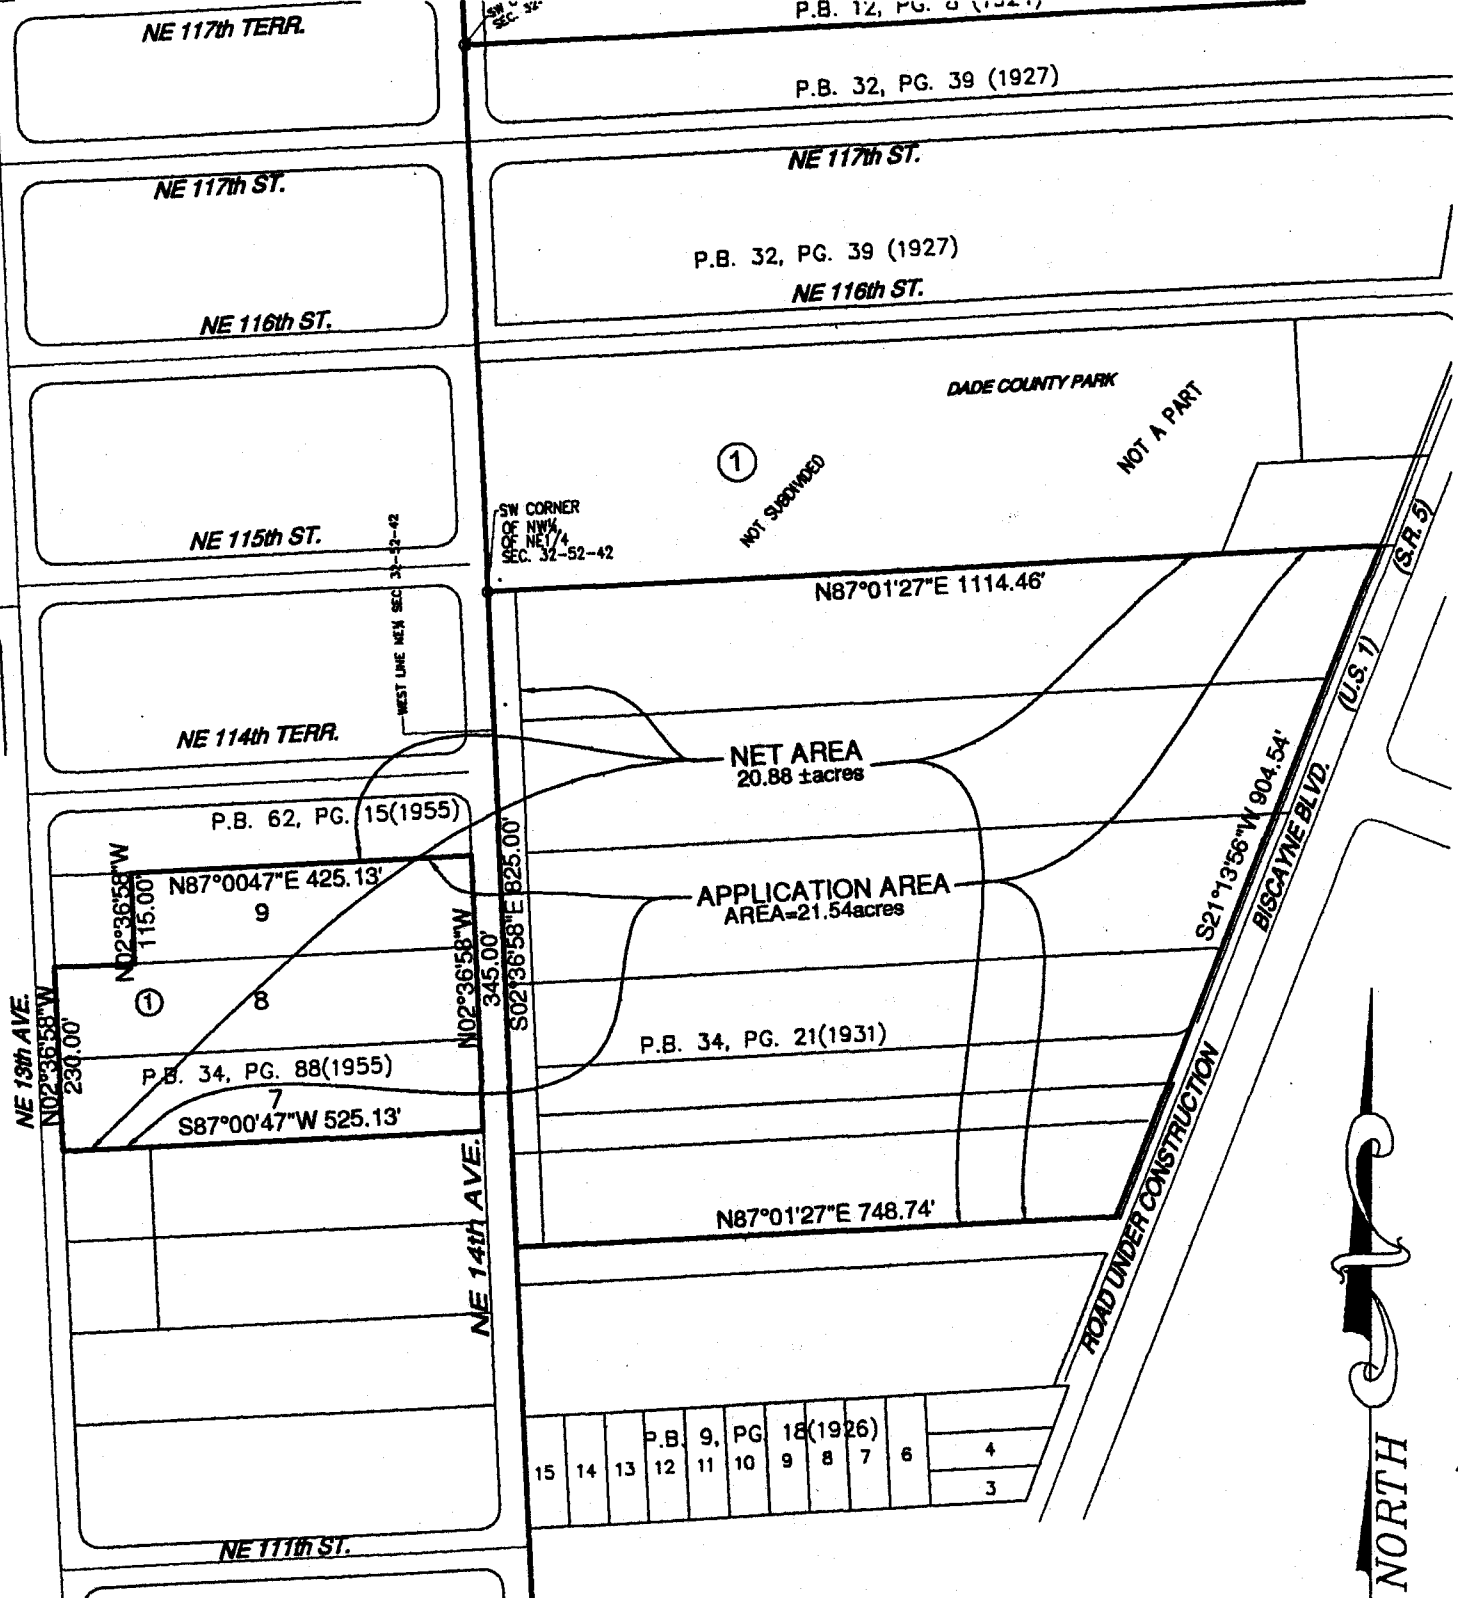 NE 117th TERR.
SEC. 32-
P.B. 12, PG.
P.B. 32, PG. 39 (1927)
NE 117th ST.
NE 117th ST.
P.B. 32, PG. 39 (1927)
NE 116th ST.
NE 116th ST.
DADE COUNTY PARK
NOT A PART
1
NOT SUBDIVIDED
NE 115th ST.
SW CORNER
OF NW¼
OF NE1/4
SEC. 32-52-42
WEST LINE NE¼ SEC 32-52-42
(S.R. 5)
N87°01'27"E 1114.46'
(U.S. 1)
NE 114th TERR.
NET AREA
20.88 ±acres
S21°13'56"W 904.54'
BISCAYNE BLVD.
P.B. 62, PG. 15(1955)
N02°36'58"W
115.00'
N87°0047"E 425.13'
9
S02°36'58"E 825.00'
APPLICATION AREA
AREA=21.54acres
N02°36'58"W
345.00'
1
8
NE 13th AVE.
N02°36'58"W
230.00'
P.B. 34, PG. 21(1931)
P.B. 34, PG. 88(1955)
7
S87°00'47"W 525.13'
NE 14th AVE.
ROAD UNDER CONSTRUCTION
N87°01'27"E 748.74'
P.B. 9, PG 18(1926)
15 14 13 12 11 10 9 8 7 6
4
3
NE 111th ST.
NORTH